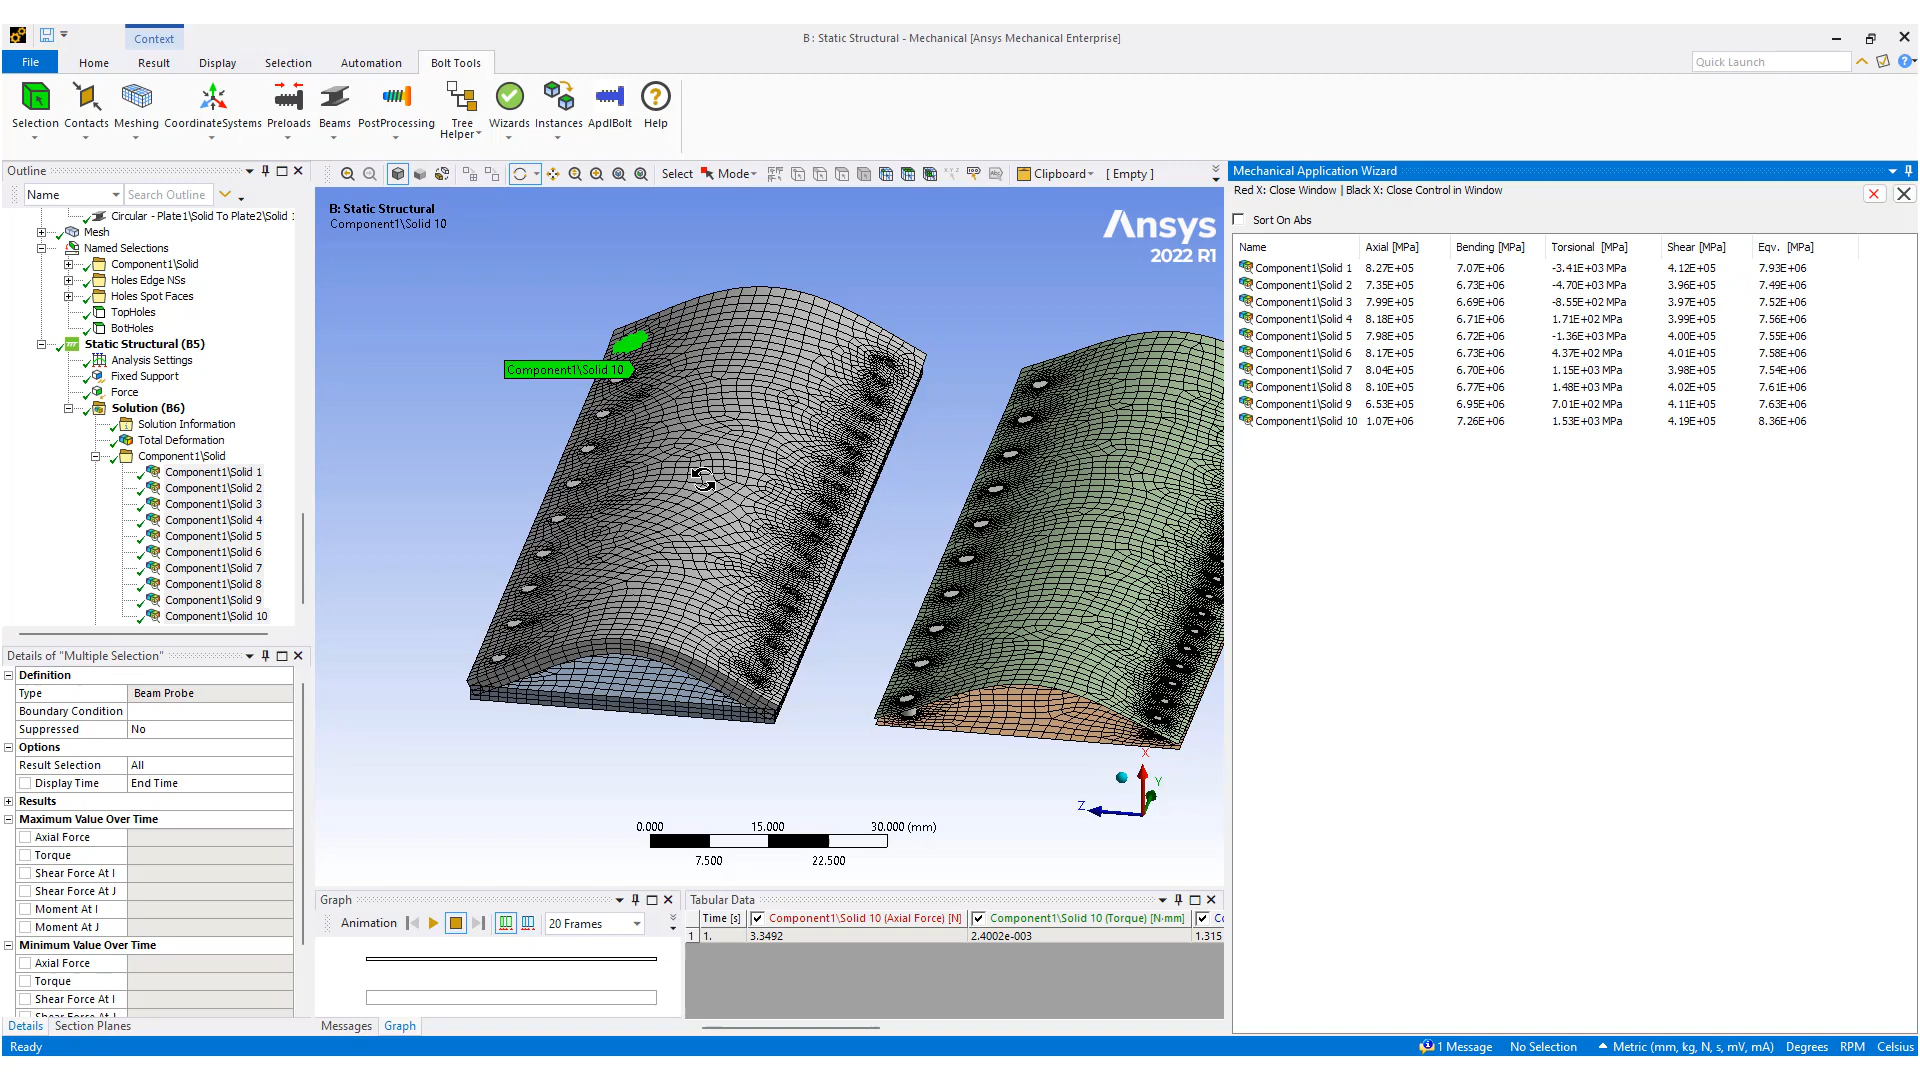 Context
B: Static Structural - Mechanical [Ansys Mechanical Enterprise]
File Home Result Display Selection Automation Bolt Tools
Quick Launch
Selection Contacts Meshing CoordinateSystems Preloads Beams PostProcessing Tree Helper Wizards Instances ApdlBolt Help
Outline
Name Search Outline
Circular - Plate1\Solid To Plate2\Solid 1
Mesh
Named Selections
Component1\Solid
Holes Edge NSs
Holes Spot Faces
TopHoles
BotHoles
Static Structural (B5)
Analysis Settings
Fixed Support
Force
Solution (B6)
Solution Information
Total Deformation
Component1\Solid
Component1\Solid 1
Component1\Solid 2
Component1\Solid 3
Component1\Solid 4
Component1\Solid 5
Component1\Solid 6
Component1\Solid 7
Component1\Solid 8
Component1\Solid 9
Component1\Solid 10
Details of "Multiple Selection"
Definition
Type Beam Probe
Boundary Condition
Suppressed No
Options
Result Selection All
Display Time End Time
Results
Maximum Value Over Time
Axial Force
Torque
Shear Force At I
Shear Force At J
Moment At I
Moment At J
Minimum Value Over Time
Axial Force
Torque
Shear Force At I
Details Section Planes
Select Mode Clipboard [ Empty ]
B: Static Structural
Component1\Solid 10
Ansys
2022 R1
Component1\Solid 10
X
Y
Z
0.000 15.000 30.000 (mm)
7.500 22.500
Graph
Animation 20 Frames
Messages Graph
Tabular Data
Time [s] Component1\Solid 10 (Axial Force) [N] Component1\Solid 10 (Torque) [N·mm] Cc
1 1. 3.3492 2.4002e-003 1.315
Mechanical Application Wizard
Red X: Close Window | Black X: Close Control in Window
Sort On Abs
Name Axial [MPa] Bending [MPa] Torsional [MPa] Shear [MPa] Eqv. [MPa]
Component1\Solid 1 8.27E+05 7.07E+06 -3.41E+03 MPa 4.12E+05 7.93E+06
Component1\Solid 2 7.35E+05 6.73E+06 -4.70E+03 MPa 3.96E+05 7.49E+06
Component1\Solid 3 7.99E+05 6.69E+06 -8.55E+02 MPa 3.97E+05 7.52E+06
Component1\Solid 4 8.18E+05 6.71E+06 1.71E+02 MPa 3.99E+05 7.56E+06
Component1\Solid 5 7.98E+05 6.72E+06 -1.36E+03 MPa 4.00E+05 7.55E+06
Component1\Solid 6 8.17E+05 6.73E+06 4.37E+02 MPa 4.01E+05 7.58E+06
Component1\Solid 7 8.04E+05 6.70E+06 1.15E+03 MPa 3.98E+05 7.54E+06
Component1\Solid 8 8.10E+05 6.77E+06 1.48E+03 MPa 4.02E+05 7.61E+06
Component1\Solid 9 6.53E+05 6.95E+06 7.01E+02 MPa 4.11E+05 7.63E+06
Component1\Solid 10 1.07E+06 7.26E+06 1.53E+03 MPa 4.19E+05 8.36E+06
Ready 1 Message No Selection Metric (mm, kg, N, s, mV, mA) Degrees RPM Celsius